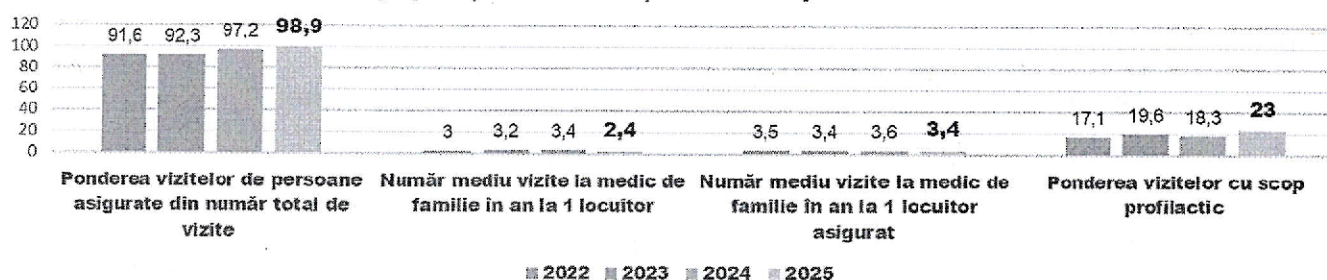 120
100
80
60
40
20
0
91,6 92,3 97,2 98,9
3 3,2 3,4 2,4
3,5 3,4 3,6 3,4
17,1 19,6 18,3 23
Ponderea vizitelor de persoane
asigurate din număr total de
vizite
Număr mediu vizite la medic de
familie în an la 1 locuitor
Număr mediu vizite la medic de
familie în an la 1 locuitor
asigurat
Ponderea vizitelor cu scop
profilactic
2022 2023 2024 2025